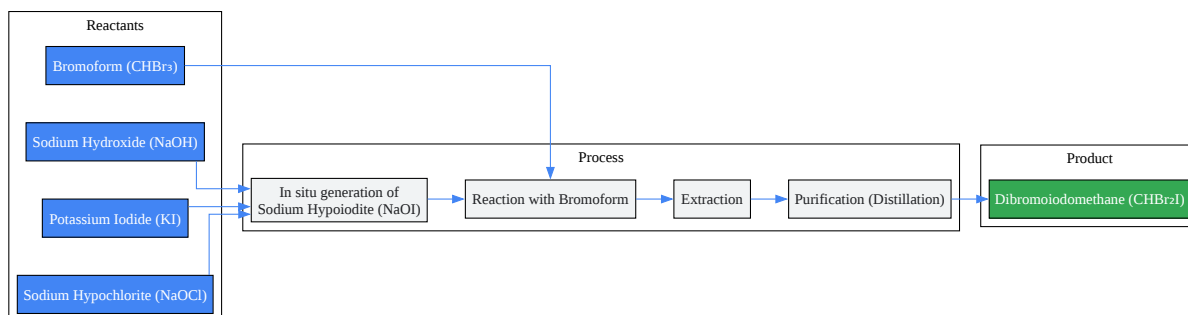 Reactants
Bromoform (CHBr₃)
Sodium Hydroxide (NaOH)
Potassium Iodide (KI)
Sodium Hypochlorite (NaOCl)
Process
In situ generation of
Sodium Hypoiodite (NaOI)
Reaction with Bromoform
Extraction
Purification (Distillation)
Product
Dibromoiodomethane (CHBr₂I)